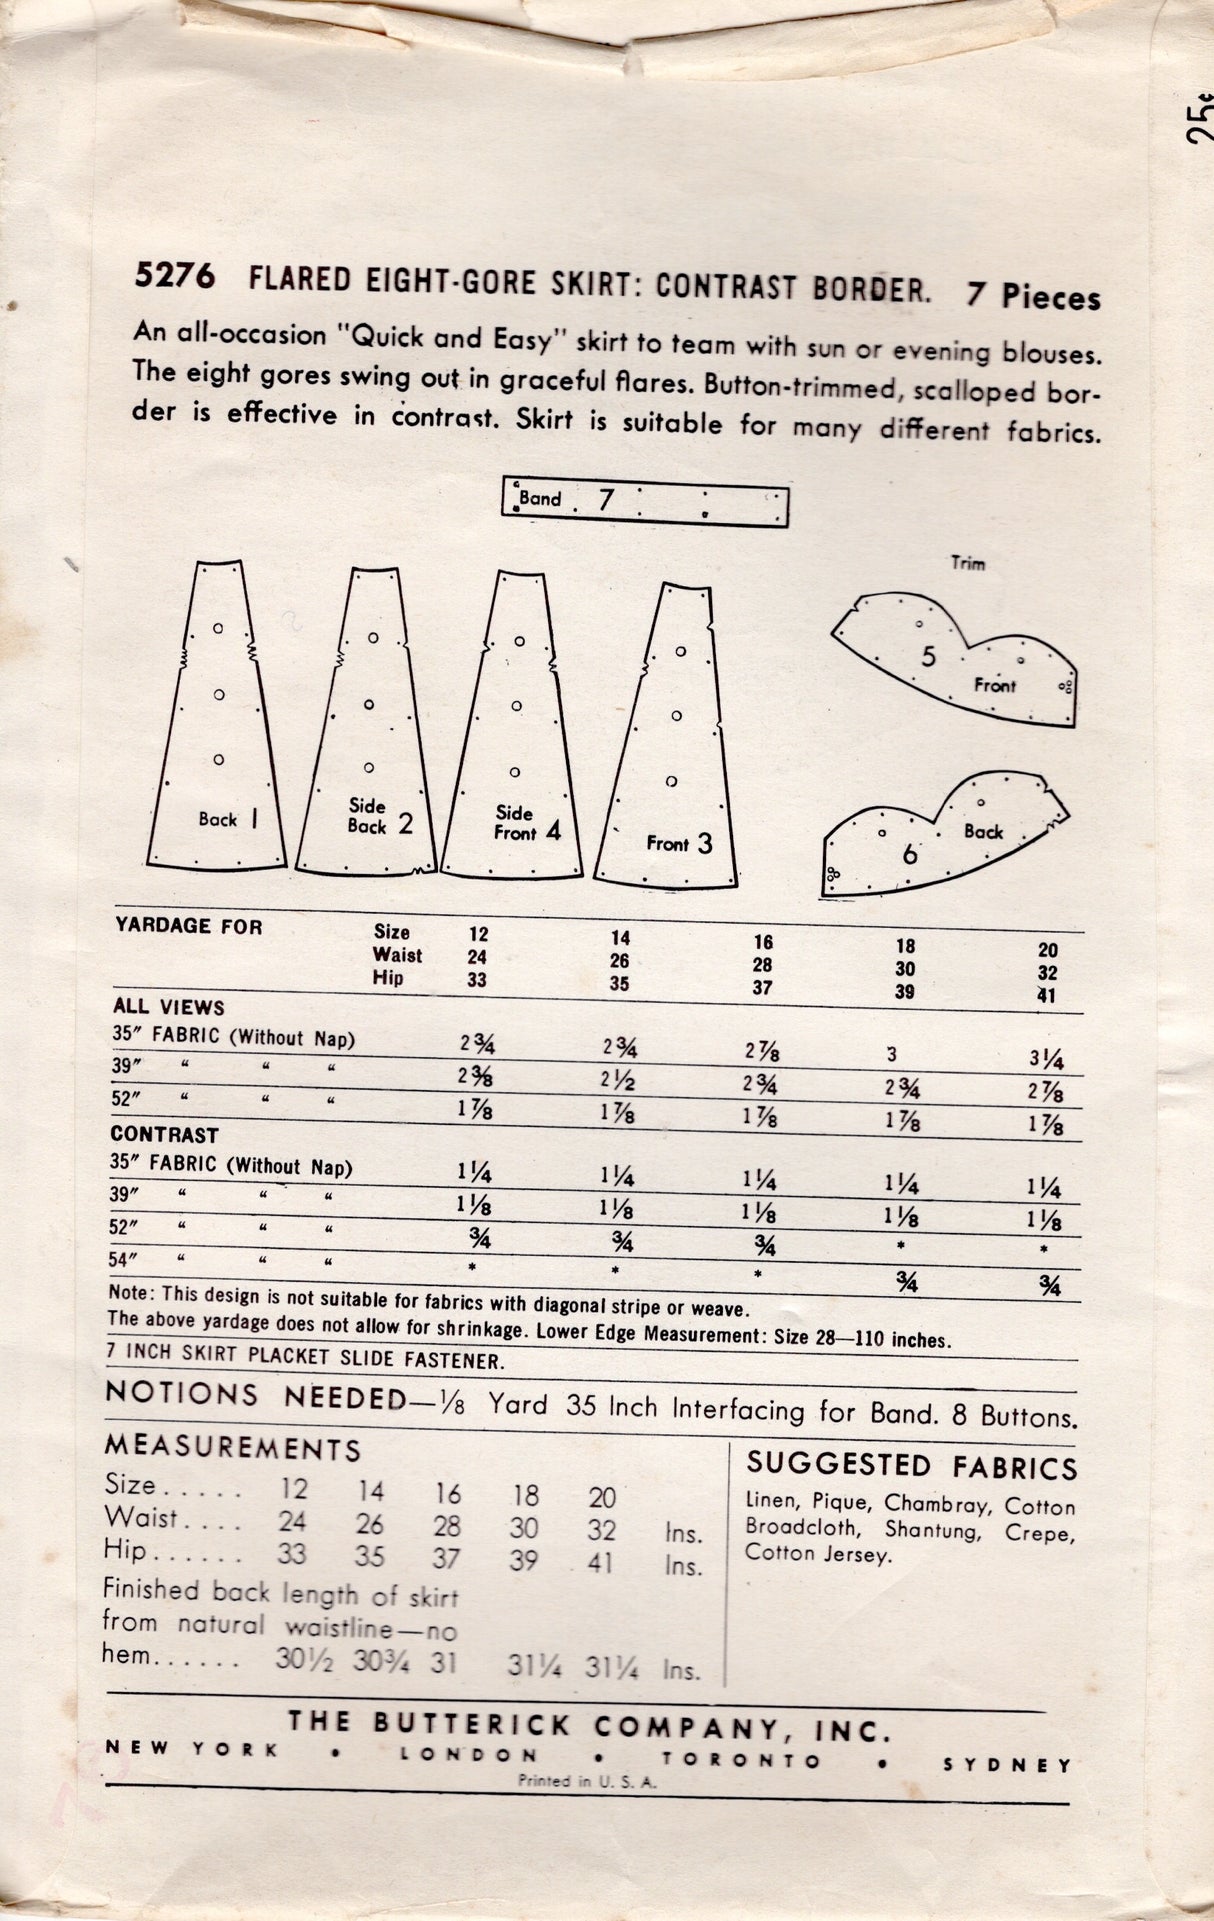 25¢
5276 FLARED EIGHT-GORE SKIRT: CONTRAST BORDER. 7 Pieces
An all-occasion "Quick and Easy" skirt to team with sun or evening blouses.
The eight gores swing out in graceful flares. Button-trimmed, scalloped bor-
der is effective in contrast. Skirt is suitable for many different fabrics.
Band 7
Trim
5
Front
Back 1
Side
Back 2
Side
Front 4
Front 3
Back
6
YARDAGE FOR Size 12 14 16 18 20
Waist 24 26 28 30 32
Hip 33 35 37 39 41
ALL VIEWS
35" FABRIC (Without Nap) 2¾ 2¾ 2⅞ 3 3¼
39" " " " 2⅜ 2½ 2¾ 2¾ 2⅞
52" " " " 1⅞ 1⅞ 1⅞ 1⅞ 1⅞
CONTRAST
35" FABRIC (Without Nap) 1¼ 1¼ 1¼ 1¼ 1¼
39" " " " 1⅛ 1⅛ 1⅛ 1⅛ 1⅛
52" " " " ¾ ¾ ¾ * *
54" " " " * * * ¾ ¾
Note: This design is not suitable for fabrics with diagonal stripe or weave.
The above yardage does not allow for shrinkage. Lower Edge Measurement: Size 28—110 inches.
7 INCH SKIRT PLACKET SLIDE FASTENER.
NOTIONS NEEDED—⅛ Yard 35 Inch Interfacing for Band. 8 Buttons.
MEASUREMENTS
Size..... 12 14 16 18 20
Waist.... 24 26 28 30 32 Ins.
Hip...... 33 35 37 39 41 Ins.
Finished back length of skirt
from natural waistline—no
hem...... 30½ 30¾ 31 31¼ 31¼ Ins.
SUGGESTED FABRICS
Linen, Pique, Chambray, Cotton
Broadcloth, Shantung, Crepe,
Cotton Jersey.
THE BUTTERICK COMPANY, INC.
NEW YORK • LONDON • TORONTO • SYDNEY
Printed in U. S. A.